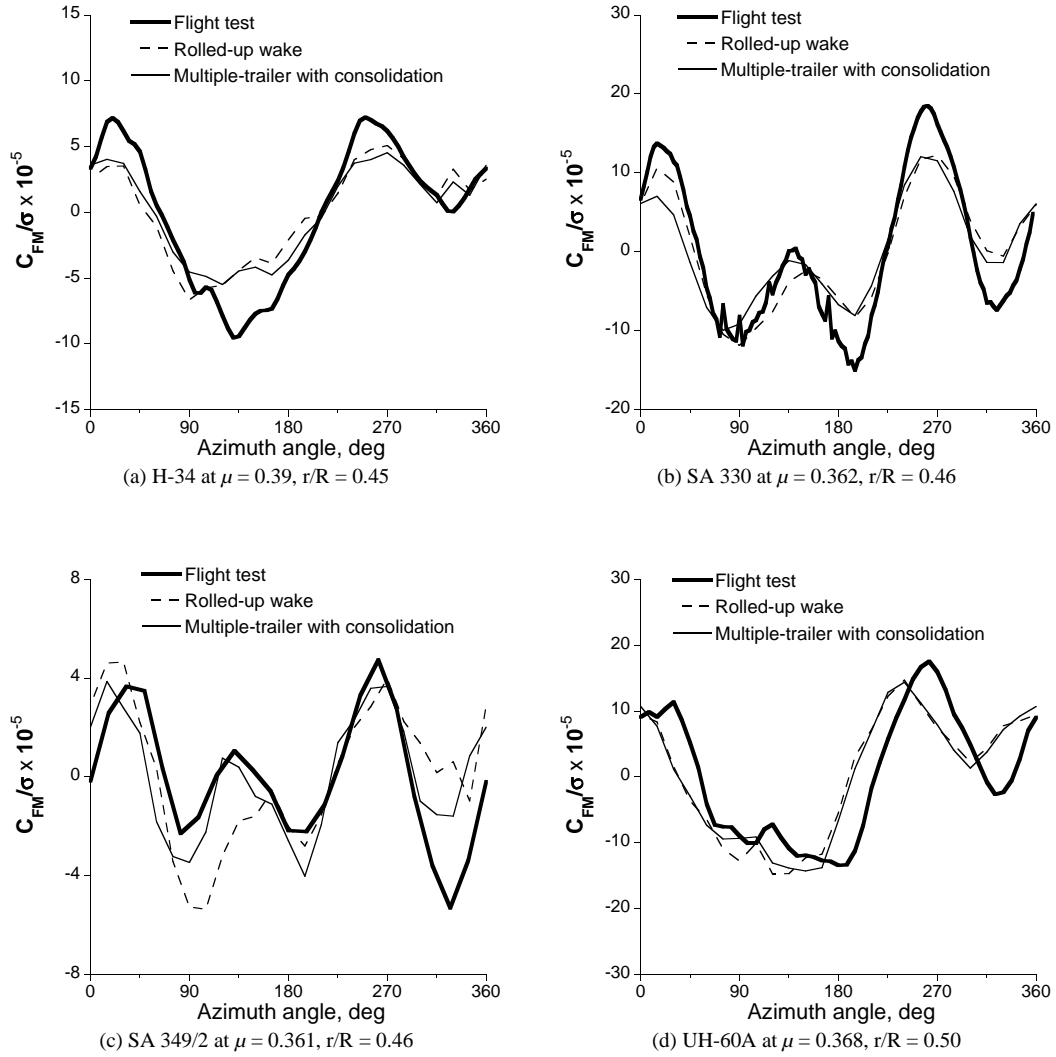 15
10
5
0
-5
-10
-15
C_FM/σ x 10^-5
Flight test
Rolled-up wake
Multiple-trailer with consolidation
0 90 180 270 360
Azimuth angle, deg
(a) H-34 at μ = 0.39, r/R = 0.45
30
20
10
0
-10
-20
C_FM/σ x 10^-5
Flight test
Rolled-up wake
Multiple-trailer with consolidation
0 90 180 270 360
Azimuth angle, deg
(b) SA 330 at μ = 0.362, r/R = 0.46
8
4
0
-4
-8
C_FM/σ x 10^-5
Flight test
Rolled-up wake
Multiple-trailer with consolidation
0 90 180 270 360
Azimuth angle, deg
(c) SA 349/2 at μ = 0.361, r/R = 0.46
30
20
10
0
-10
-20
-30
C_FM/σ x 10^-5
Flight test
Rolled-up wake
Multiple-trailer with consolidation
0 90 180 270 360
Azimuth angle, deg
(d) UH-60A at μ = 0.368, r/R = 0.50